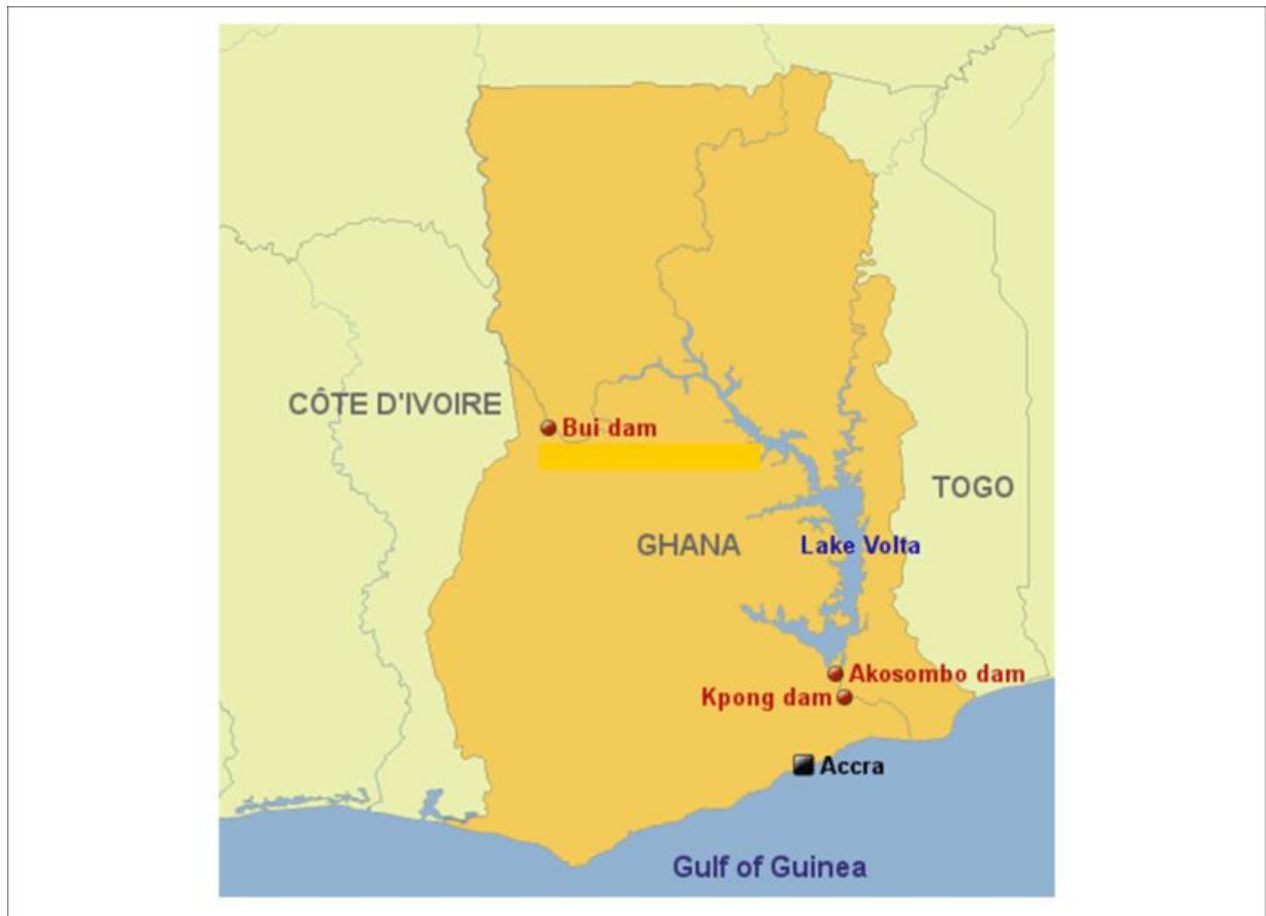 CÔTE D'IVOIRE
Bui dam
TOGO
GHANA
Lake Volta
Akosombo dam
Kpong dam
Accra
Gulf of Guinea